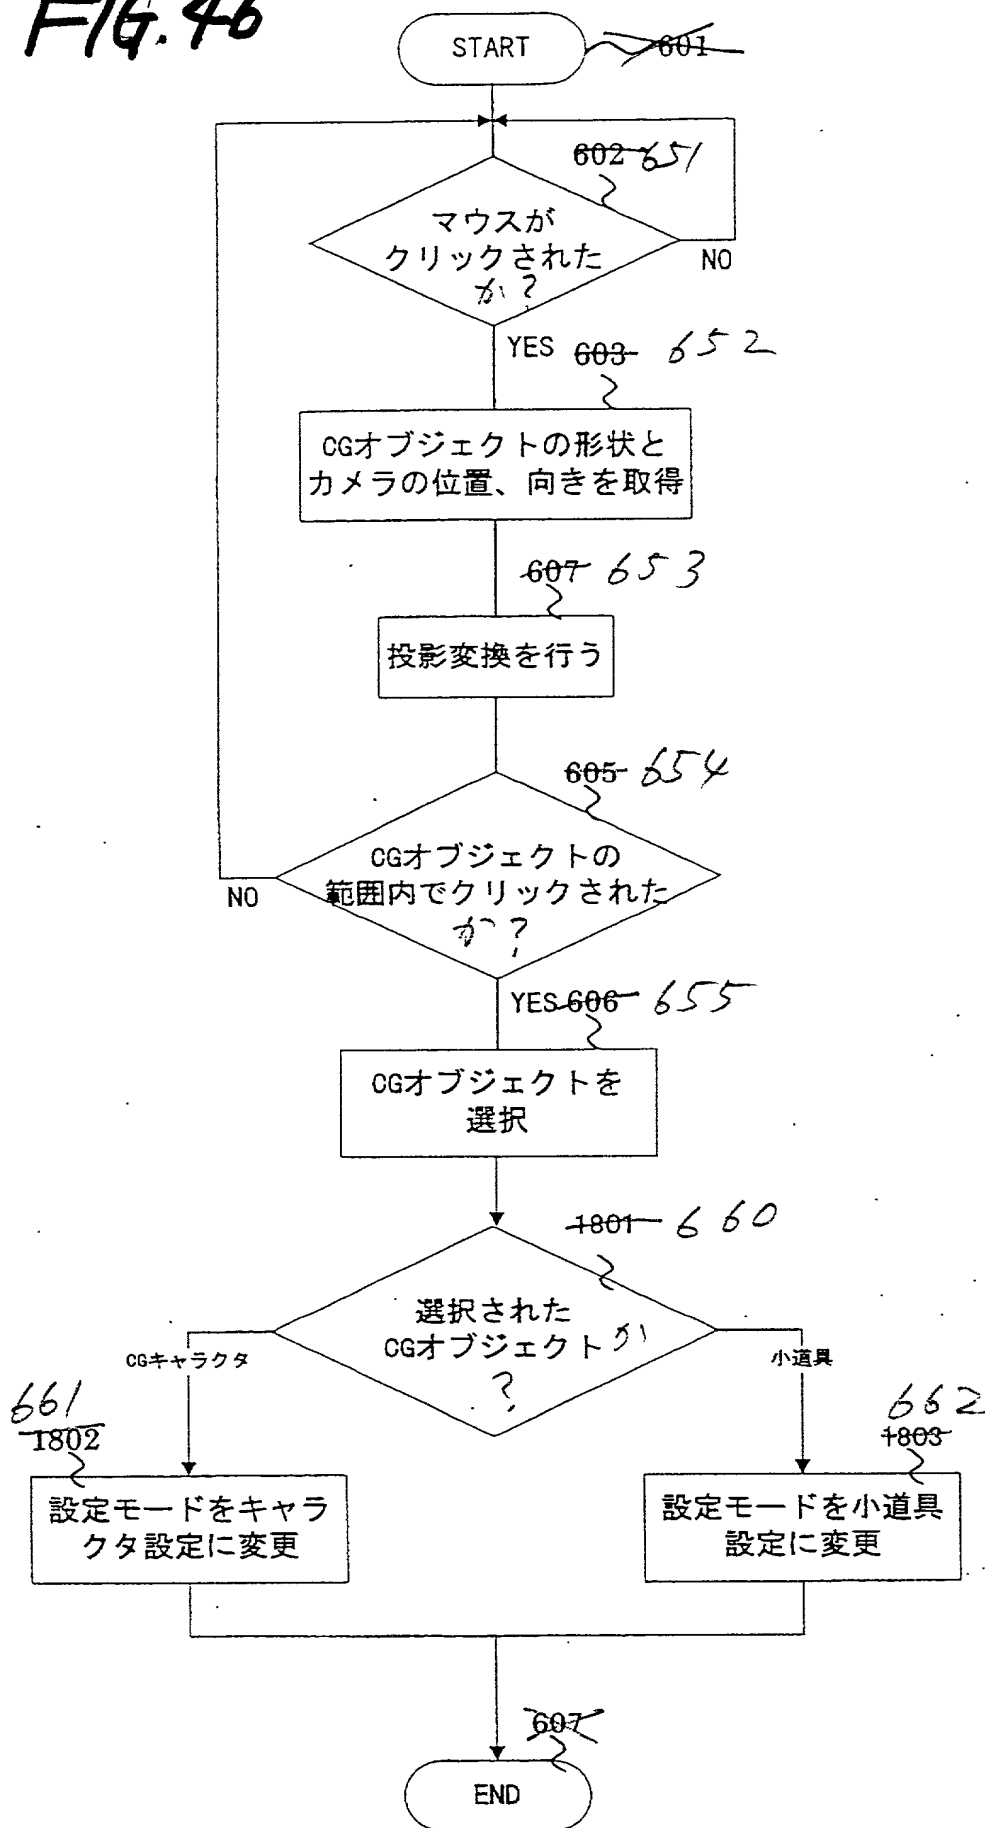 FIG. 46
START
601
602 651
マウスが
クリックされた
か?
NO
YES
603 652
CGオブジェクトの形状と
カメラの位置、向きを取得
607 653
投影変換を行う
605 654
CGオブジェクトの
範囲内でクリックされた
か?
NO
YES
606 655
CGオブジェクトを
選択
1801 660
選択された
CGオブジェクトか
?
CGキャラクタ
小道具
661
1802
662
1803
設定モードをキャラ
クタ設定に変更
設定モードを小道具
設定に変更
607
END